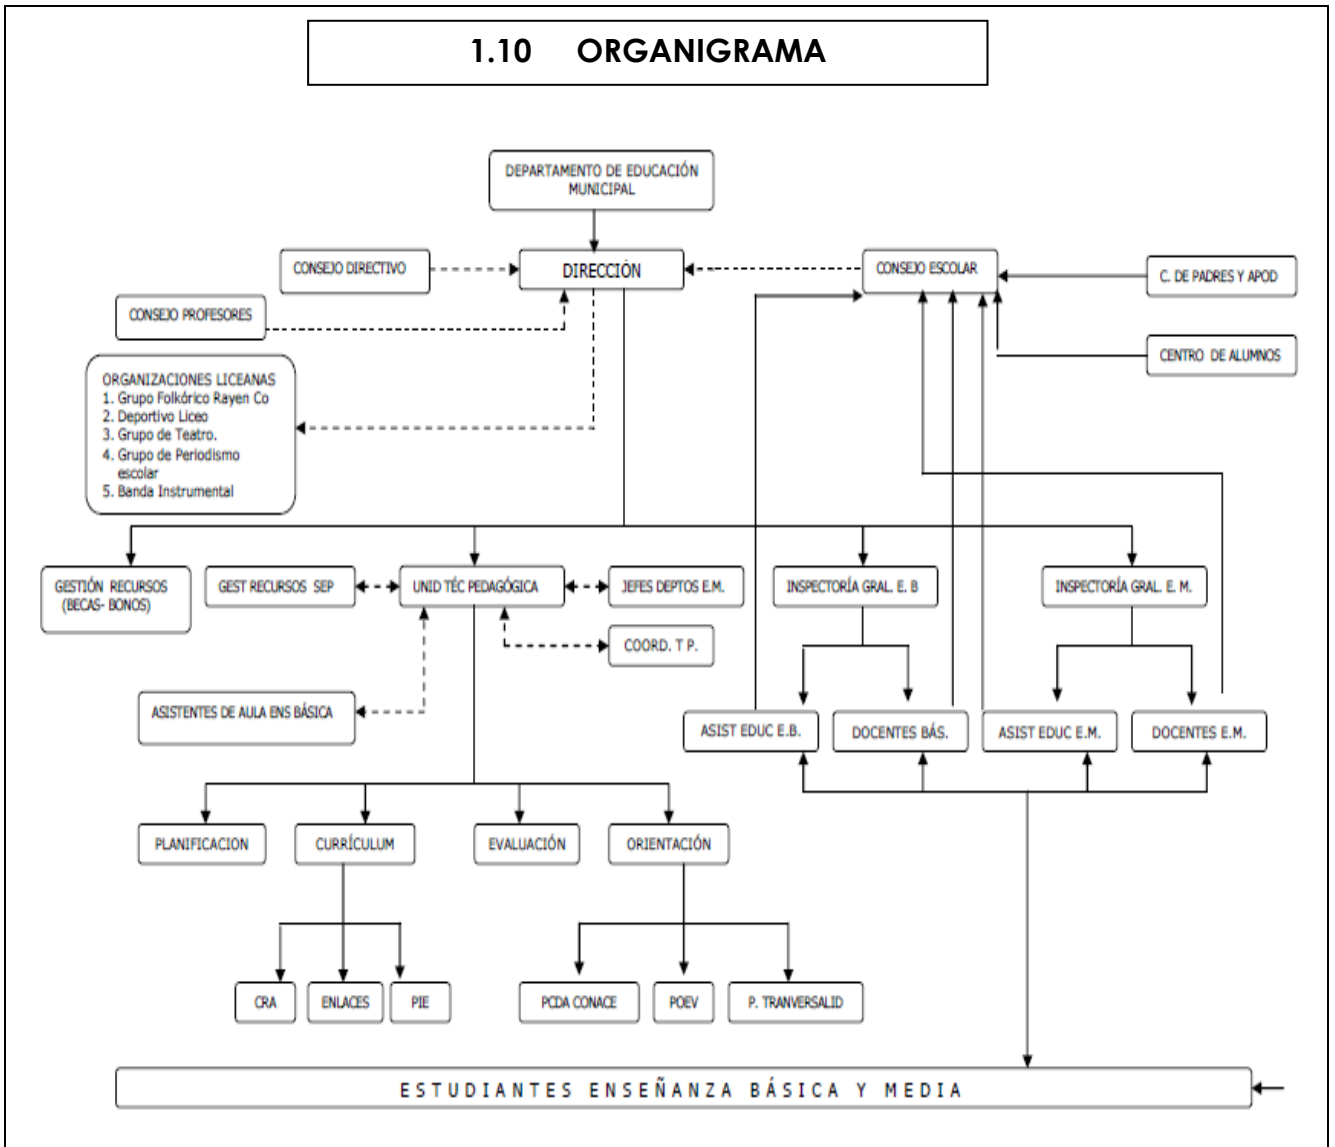 1.10 ORGANIGRAMA
DEPARTAMENTO DE EDUCACIÓN
MUNICIPAL
CONSEJO DIRECTIVO
DIRECCIÓN
CONSEJO ESCOLAR
C. DE PADRES Y APOD
CONSEJO PROFESORES
CENTRO DE ALUMNOS
ORGANIZACIONES LICEANAS
1. Grupo Folkórico Rayen Co
2. Deportivo Liceo
3. Grupo de Teatro.
4. Grupo de Periodismo
escolar
5. Banda Instrumental
GESTIÓN RECURSOS
(BECAS- BONOS)
GEST RECURSOS SEP
UNID TÉC PEDAGÓGICA
JEFES DEPTOS E.M.
INSPECTORÍA GRAL. E. B
INSPECTORÍA GRAL. E. M.
COORD. T P.
ASISTENTES DE AULA ENS BÁSICA
ASIST EDUC E.B.
DOCENTES BÁS.
ASIST EDUC E.M.
DOCENTES E.M.
PLANIFICACION
CURRÍCULUM
EVALUACIÓN
ORIENTACIÓN
CRA
ENLACES
PIE
PCDA CONACE
POEV
P. TRANVERSALID
ESTUDIANTES ENSEÑANZA BÁSICA Y MEDIA